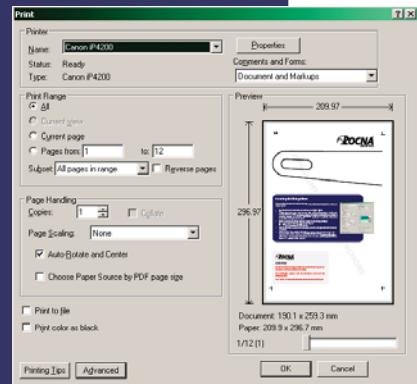 Print
Printer
Name: Canon iP4200
Properties
Status: Ready
Comments and Forms:
Type: Canon iP4200
Document and Markups
Print Range
All
Current view
Current page
Pages from: 1 to: 12
Subset: All pages in range
Reverse pages
Page Handling
Copies: 1
Collate
Page Scaling: None
Auto-Rotate and Center
Choose Paper Source by PDF page size
Print to file
Print color as black
Printing Tips
Advanced
Preview
209.97
296.97
ROCNA
ROCNA
Document: 190.1 x 259.3 mm
Paper: 209.9 x 296.7 mm
1/12 (1)
OK
Cancel